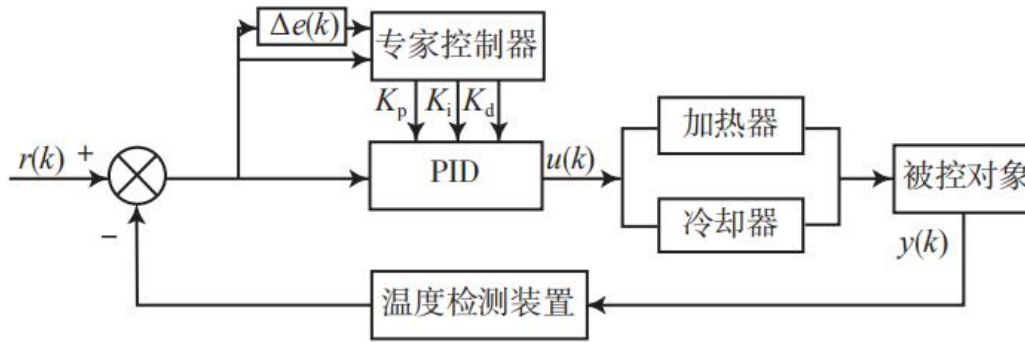 Δe(k)
专家控制器
K_p K_i K_d
r(k) +
PID
u(k)
加热器
冷却器
被控对象
−
y(k)
温度检测装置